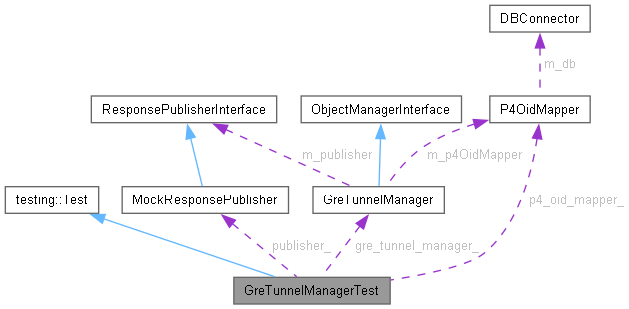 DBConnector
m_db
ResponsePublisherInterface
ObjectManagerInterface
P4OidMapper
m_publisher
m_p4OidMapper
testing::Test
MockResponsePublisher
GreTunnelManager
p4_oid_mapper_
publisher_
gre_tunnel_manager_
GreTunnelManagerTest